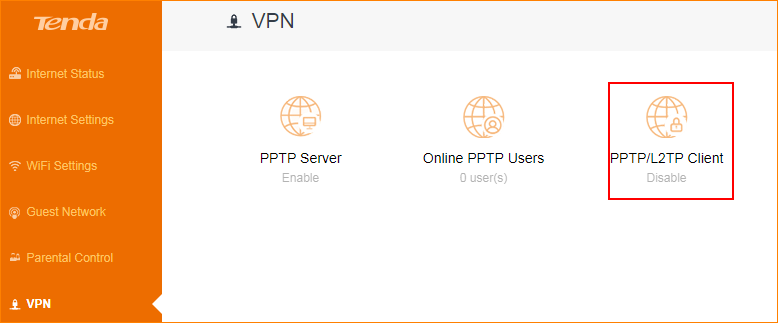 Tenda
VPN
Internet Status
Internet Settings
WiFi Settings
Guest Network
Parental Control
VPN
PPTP Server
Enable
Online PPTP Users
0 user(s)
PPTP/L2TP Client
Disable